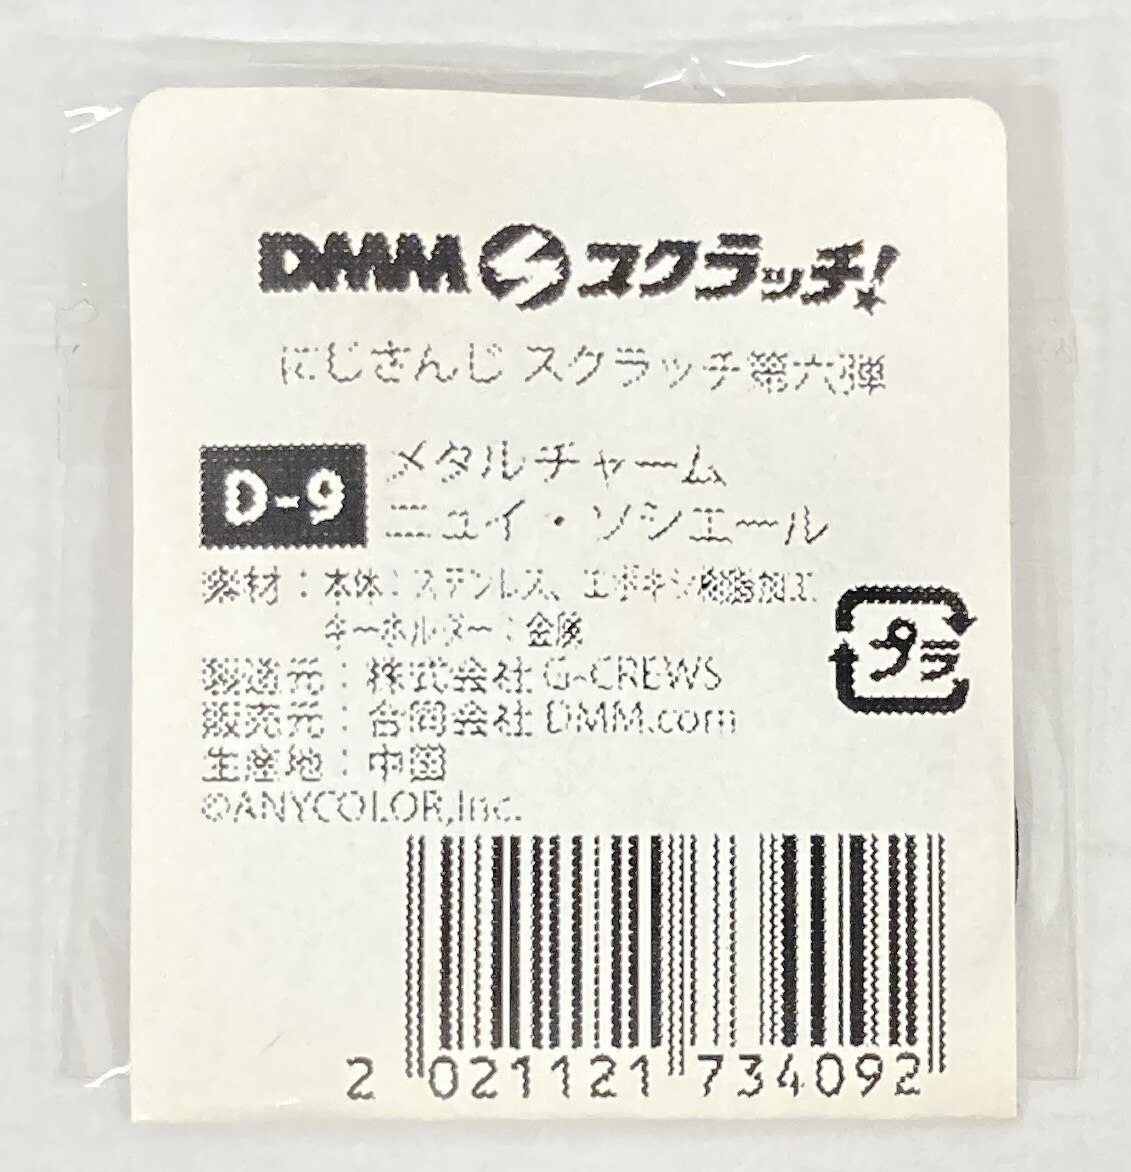 DMM スクラッチ!
にじさんじ スクラッチ第六弾
D-9
メタルチャーム
ニュイ・ソシエール
素材：本体：ステンレス、エポキシ樹脂加工
キーホルダー：金属
製造元：株式会社 G-CREWS
販売元：合同会社 DMM.com
生産地：中国
©ANYCOLOR,Inc.
プラ
2 021121 734092